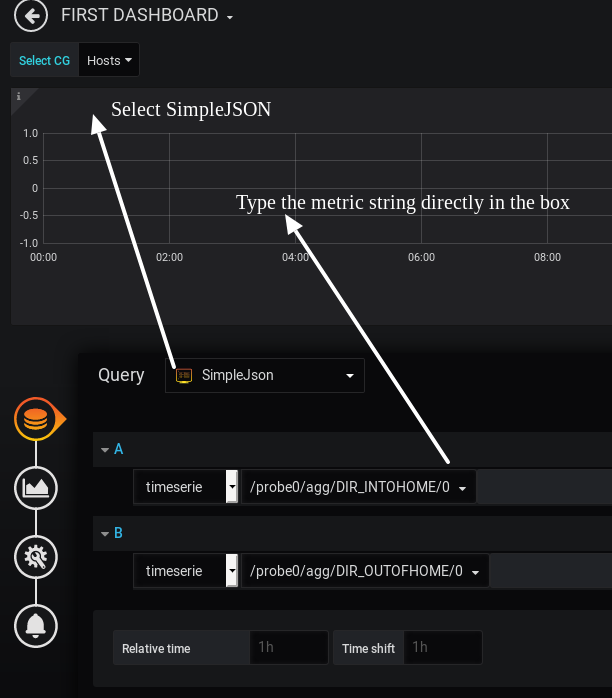 FIRST DASHBOARD
Select CG Hosts
i
Select SimpleJSON
1.0
0.5
Type the metric string directly in the box
0
-0.5
-1.0
00:00 02:00 04:00 06:00 08:00
Query SimpleJson
A
timeserie /probe0/agg/DIR_INTOHOME/0
B
timeserie /probe0/agg/DIR_OUTOFHOME/0
Relative time 1h Time shift 1h